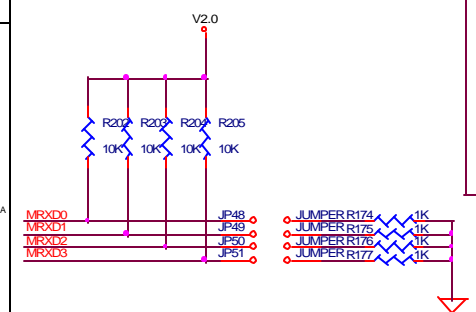 V2.0
R202 R203 R204 R205
10K 10K 10K 10K
A
MRXD0 JP48 JUMPER R174 1K
MRXD1 JP49 R175 1K
MRXD2 JP50 JUMPER R176 1K
MRXD3 JP51 JUMPER R177 1K